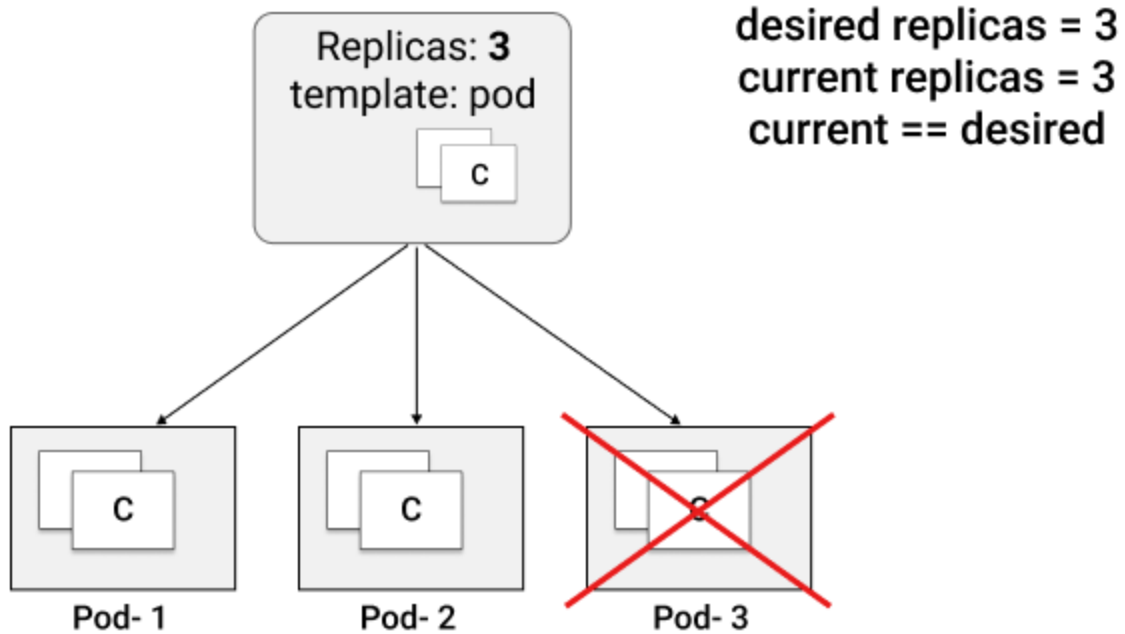 Replicas: 3
template: pod
C
desired replicas = 3
current replicas = 3
current == desired
C
C
C
Pod- 1
Pod- 2
Pod- 3